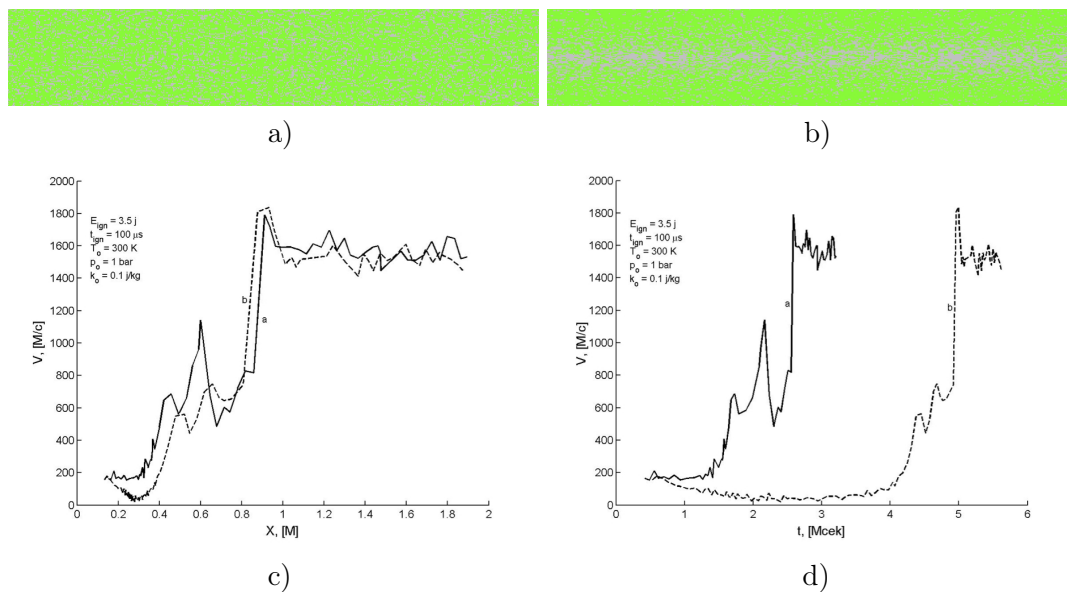 a)
b)
2000
1800
1600
1400
1200
1000
800
600
400
200
0
V, [M/c]
E_ign = 3.5 j
t_ign = 100 μs
T_o = 300 K
p_o = 1 bar
k_o = 0.1 j/kg
b
a
0 0.2 0.4 0.6 0.8 1 1.2 1.4 1.6 1.8 2
X, [M]
c)
2000
1800
1600
1400
1200
1000
800
600
400
200
0
V, [M/c]
E_ign = 3.5 j
t_ign = 100 μs
T_o = 300 K
p_o = 1 bar
k_o = 0.1 j/kg
a
b
0 1 2 3 4 5 6
t, [Mcek]
d)